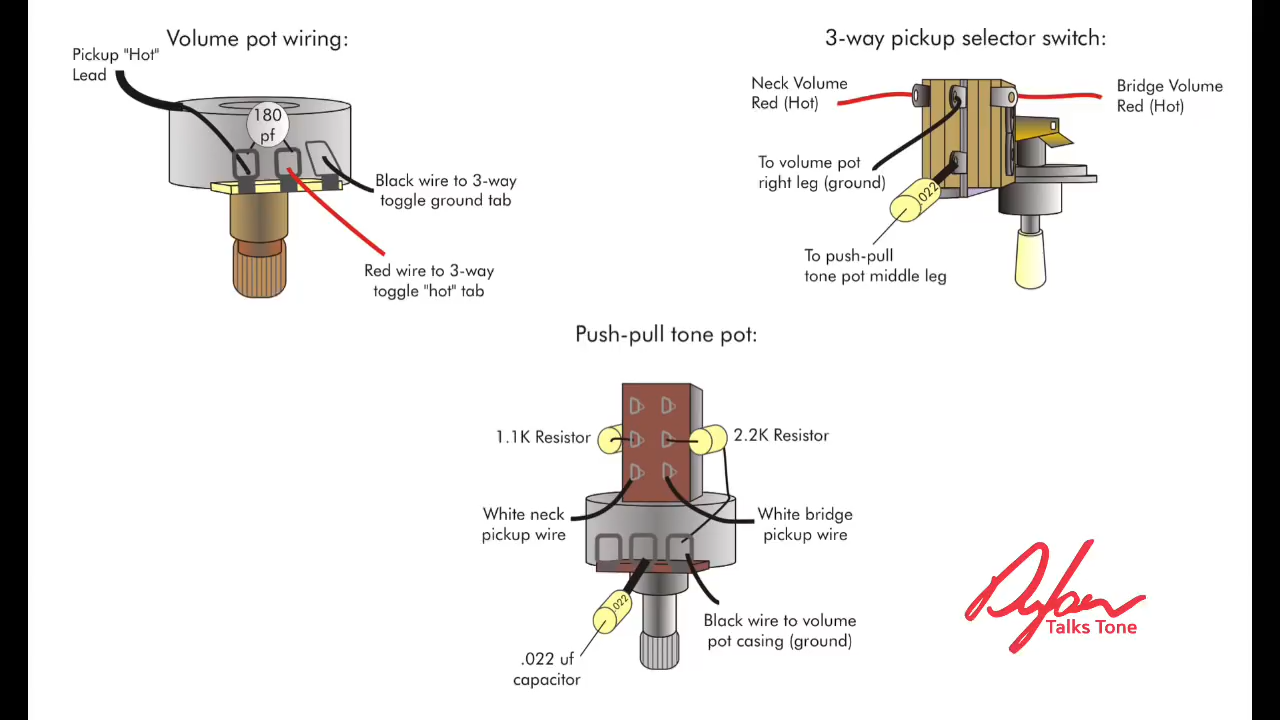 Volume pot wiring:
Pickup "Hot"
Lead
180
pf
Black wire to 3-way
toggle ground tab
Red wire to 3-way
toggle "hot" tab
3-way pickup selector switch:
Neck Volume
Red (Hot)
Bridge Volume
Red (Hot)
To volume pot
right leg (ground)
.022
To push-pull
tone pot middle leg
Push-pull tone pot:
1.1K Resistor
2.2K Resistor
White neck
pickup wire
White bridge
pickup wire
.022
Black wire to volume
pot casing (ground)
.022 uf
capacitor
Dylan
Talks Tone